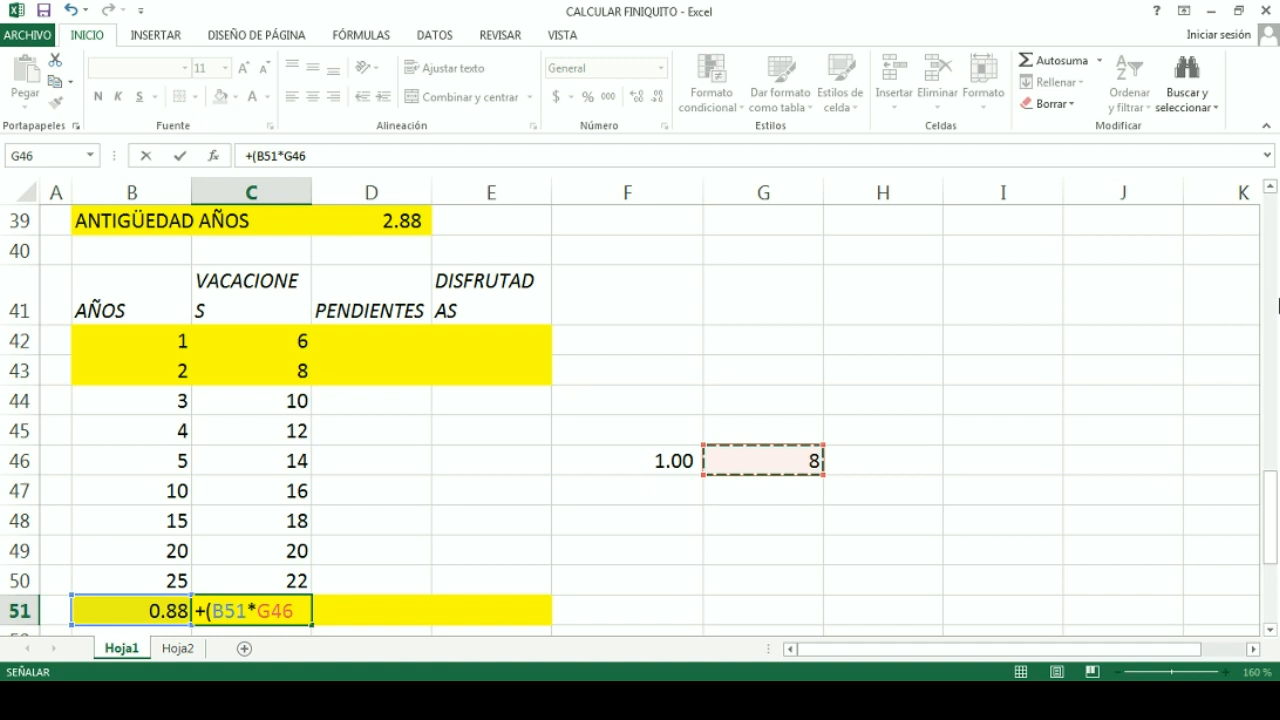 CALCULAR FINIQUITO - Excel
?
ARCHIVO INICIO INSERTAR DISEÑO DE PÁGINA FÓRMULAS DATOS REVISAR VISTA Iniciar sesión
Pegar
N K S
11 A A
A
Ajustar texto
Combinar y centrar
General
$ % 000
Formato condicional
Dar formato como tabla
Estilos de celda
Insertar Eliminar Formato
Autosuma
Rellenar
Borrar
Ordenar y filtrar
Buscar y seleccionar
Portapapeles Fuente Alineación Número Estilos Celdas Modificar
G46 fx +(B51*G46
A B C D E F G H I J K
39 ANTIGÜEDAD AÑOS 2.88
40
41 AÑOS VACACIONES PENDIENTES DISFRUTADAS
42 1 6
43 2 8
44 3 10
45 4 12
46 5 14 1.00 8
47 10 16
48 15 18
49 20 20
50 25 22
51 0.88 +(B51*G46
Hoja1 Hoja2
SEÑALAR 160 %